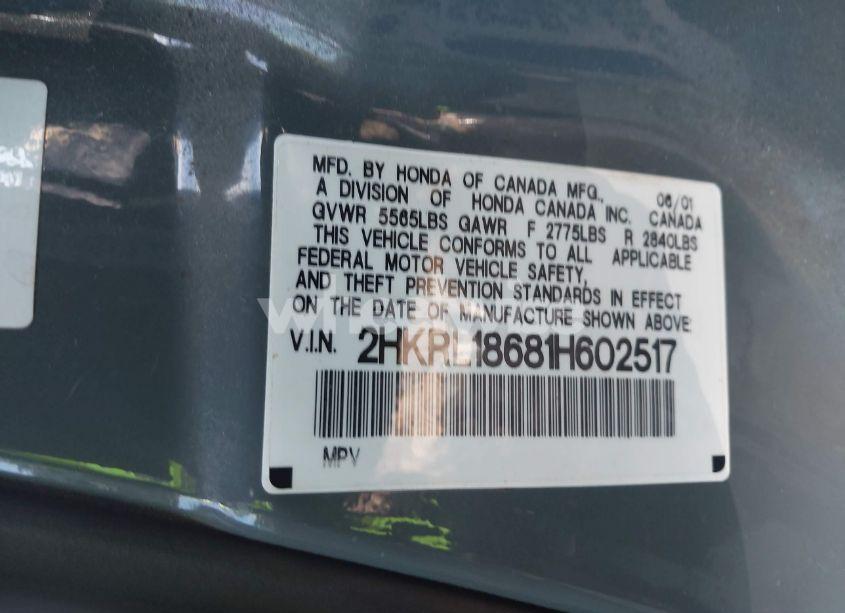 MFD. BY HONDA OF CANADA MFG., 06/01
A DIVISION OF HONDA CANADA INC. CANADA
GVWR 5565LBS GAWR F 2775LBS R 2840LBS
THIS VEHICLE CONFORMS TO ALL APPLICABLE
FEDERAL MOTOR VEHICLE SAFETY,
AND THEFT PREVENTION STANDARDS IN EFFECT
ON THE DATE OF MANUFACTURE SHOWN ABOVE
V.I.N. 2HKRL18681H602517
MPV